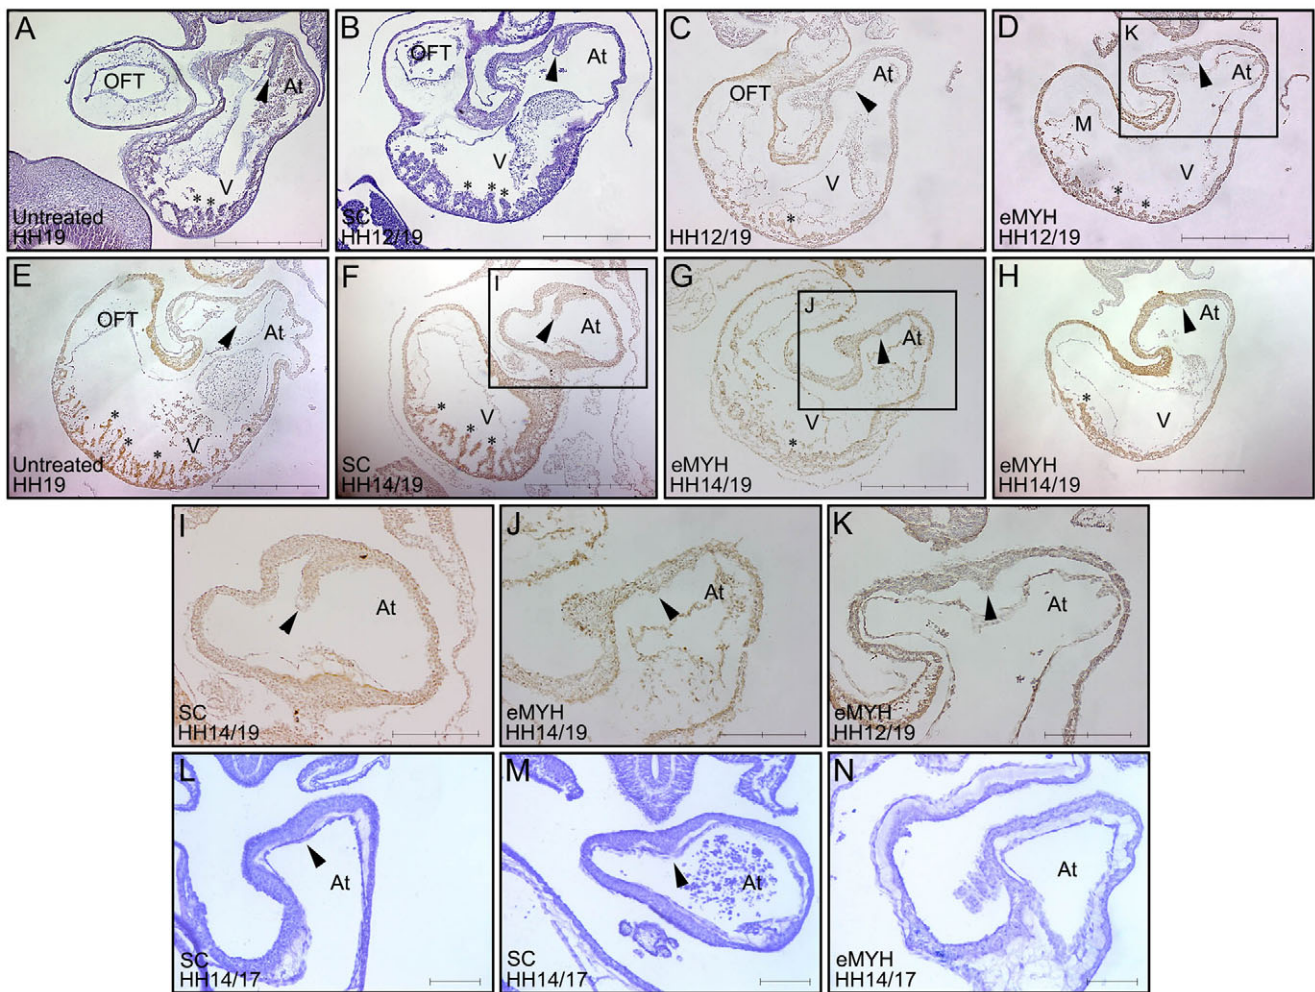 A
OFT
At
V
* *
Untreated
HH19
B
OFT
At
V
* * *
SC
HH12/19
C
OFT
At
V
*
HH12/19
D
K
At
M
V
* *
eMYH
HH12/19
E
OFT
At
*
*
V
*
Untreated
HH19
F
I
At
*
V
* *
SC
HH14/19
G
J
At
V
*
eMYH
HH14/19
H
At
*
V
eMYH
HH14/19
I
At
SC
HH14/19
J
At
eMYH
HH14/19
K
At
eMYH
HH12/19
L
At
SC
HH14/17
M
At
SC
HH14/17
N
At
eMYH
HH14/17